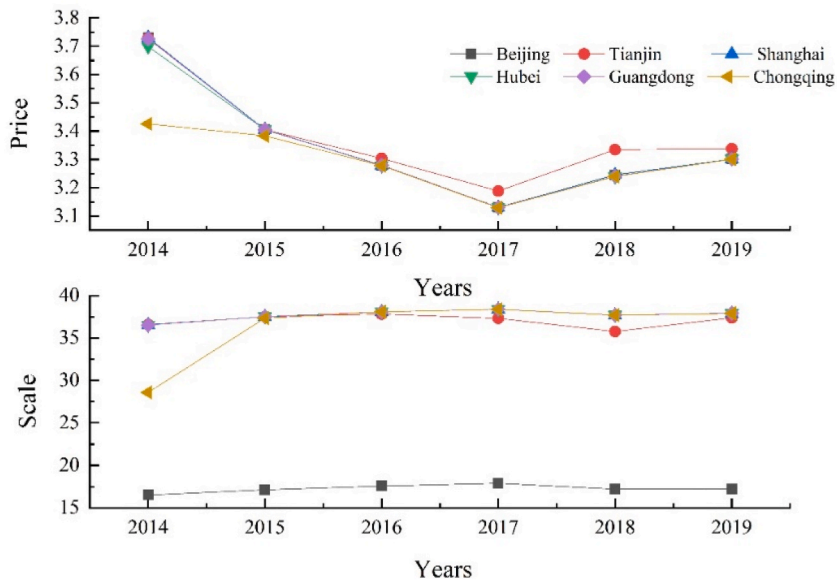 3.8
3.7
3.6
3.5
3.4
3.3
3.2
3.1
Price
Beijing Tianjin Shanghai
Hubei Guangdong Chongqing
2014 2015 2016 2017 2018 2019
Years
40
35
30
25
20
15
Scale
2014 2015 2016 2017 2018 2019
Years